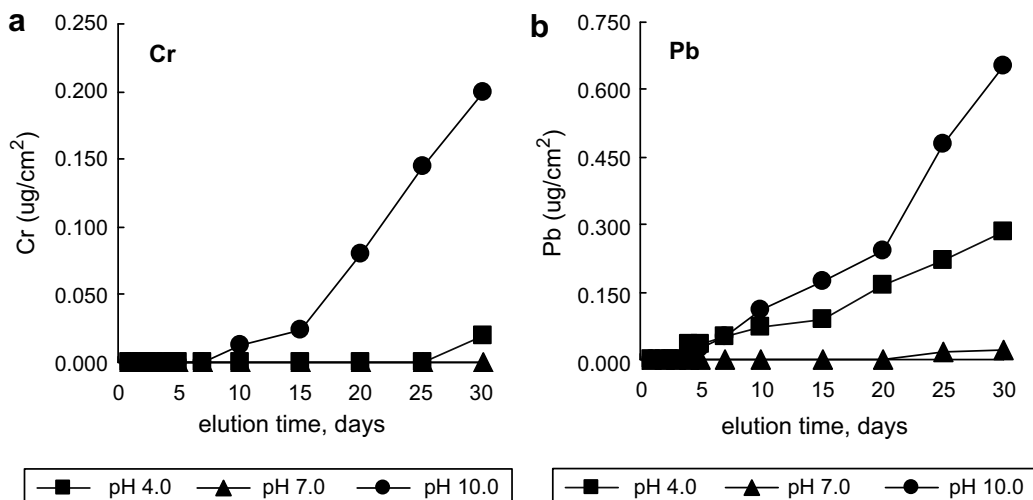 a
Cr
Cr (ug/cm²)
0.250
0.200
0.150
0.100
0.050
0.000
0 5 10 15 20 25 30
elution time, days
pH 4.0 pH 7.0 pH 10.0
b
Pb
Pb (ug/cm²)
0.750
0.600
0.450
0.300
0.150
0.000
0 5 10 15 20 25 30
elution time, days
pH 4.0 pH 7.0 pH 10.0